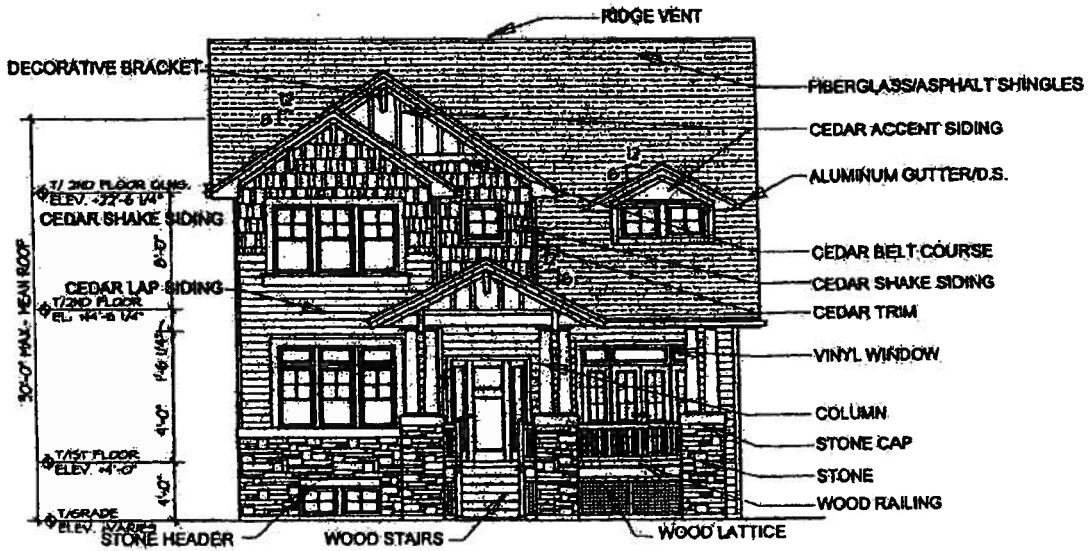 RIDGE VENT
DECORATIVE BRACKET
FIBERGLASS/ASPHALT SHINGLES
CEDAR ACCENT SIDING
ALUMINUM GUTTER/D.S.
12
8
12
6
T/ 2ND FLOOR CLNG.
ELEV. +22'-6 1/4"
CEDAR SHAKE SIDING
8'-0"
30'-0" MAX.- MEAN ROOF
CEDAR BELT COURSE
CEDAR SHAKE SIDING
CEDAR LAP SIDING
12
T/2ND FLOOR
EL. +14'-6 1/4"
CEDAR TRIM
VINYL WINDOW
COLUMN
4'-0"
STONE CAP
T/1ST FLOOR
ELEV. +4'-0"
STONE
4'-0"
WOOD RAILING
T/GRADE
ELEV. VARIES
STONE HEADER
WOOD STAIRS
WOOD LATTICE